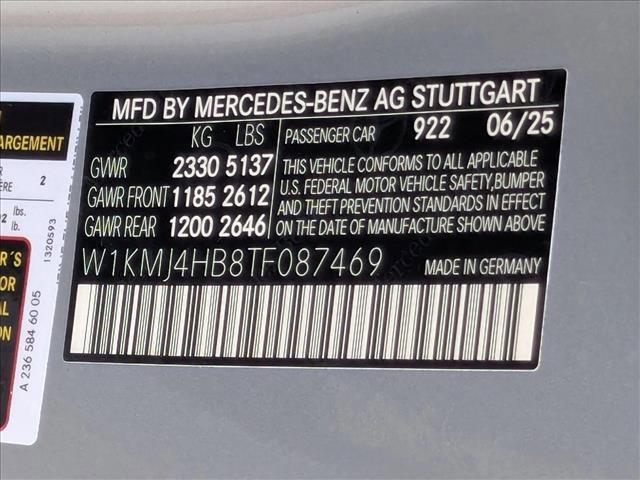 MFD BY MERCEDES-BENZ AG STUTTGART
KG LBS
GVWR 2330 5137
GAWR FRONT 1185 2612
GAWR REAR 1200 2646
PASSENGER CAR 922 06/25
THIS VEHICLE CONFORMS TO ALL APPLICABLE
U.S. FEDERAL MOTOR VEHICLE SAFETY, BUMPER
AND THEFT PREVENTION STANDARDS IN EFFECT
ON THE DATE OF MANUFACTURE SHOWN ABOVE
W1KMJ4HB8TF087469 MADE IN GERMANY
ARGEMENT
2
lbs.
lb.
1320593
A 236 584 60 05